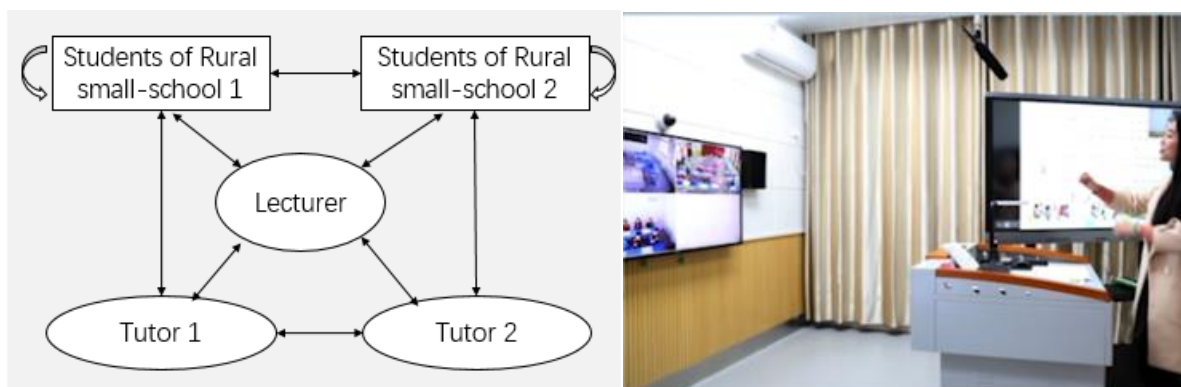 Students of Rural
small-school 1
Students of Rural
small-school 2
Lecturer
Tutor 1
Tutor 2